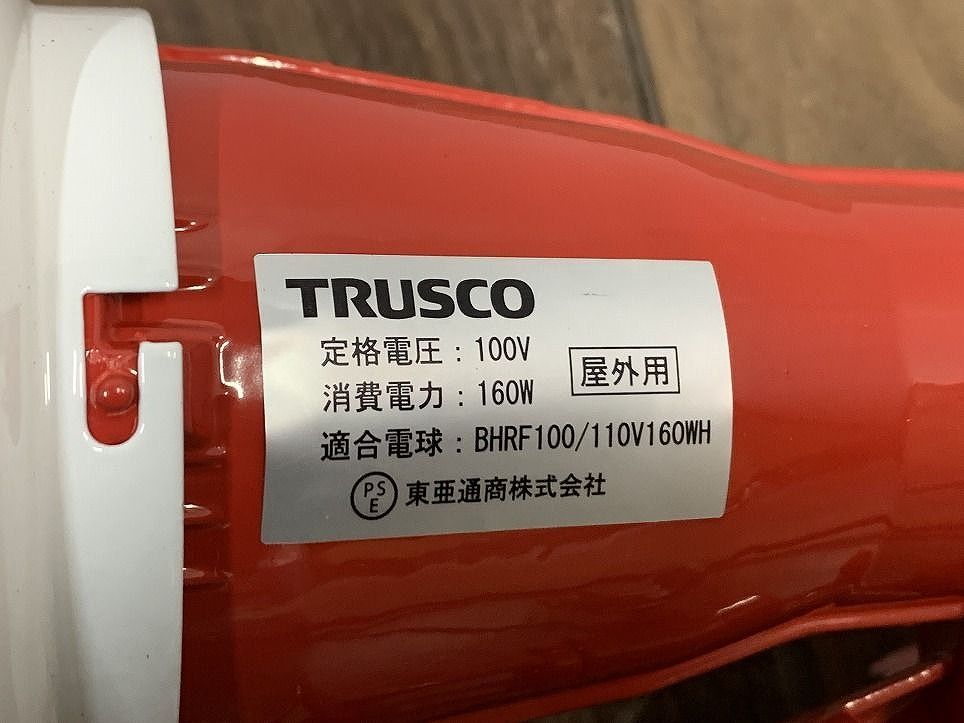 TRUSCO
定格電圧：100V
消費電力：160W
屋外用
適合電球：BHRF100/110V160WH
PSE 東亜通商株式会社